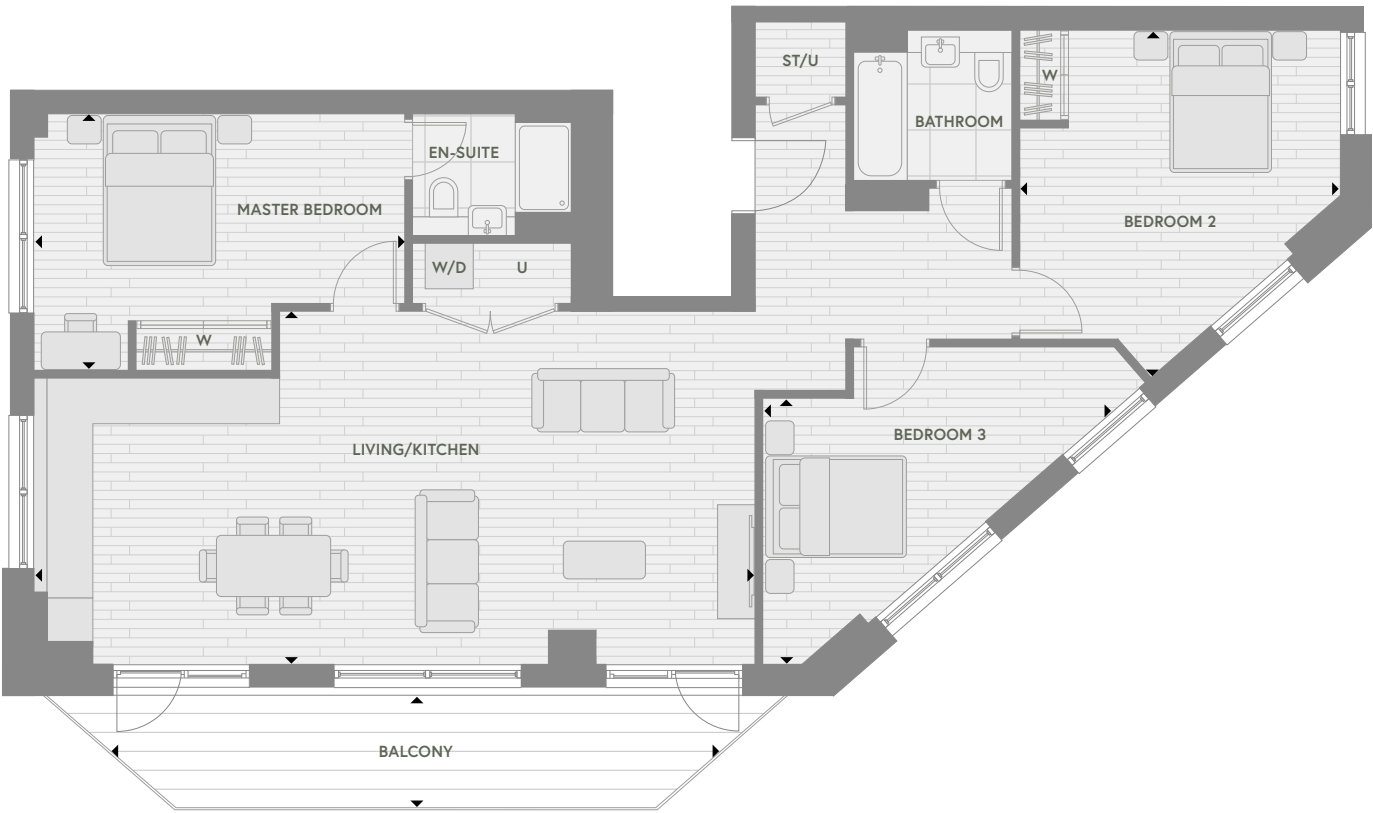 ST/U
W
BATHROOM
EN-SUITE
MASTER BEDROOM
BEDROOM 2
W/D
U
W
BEDROOM 3
LIVING/KITCHEN
BALCONY